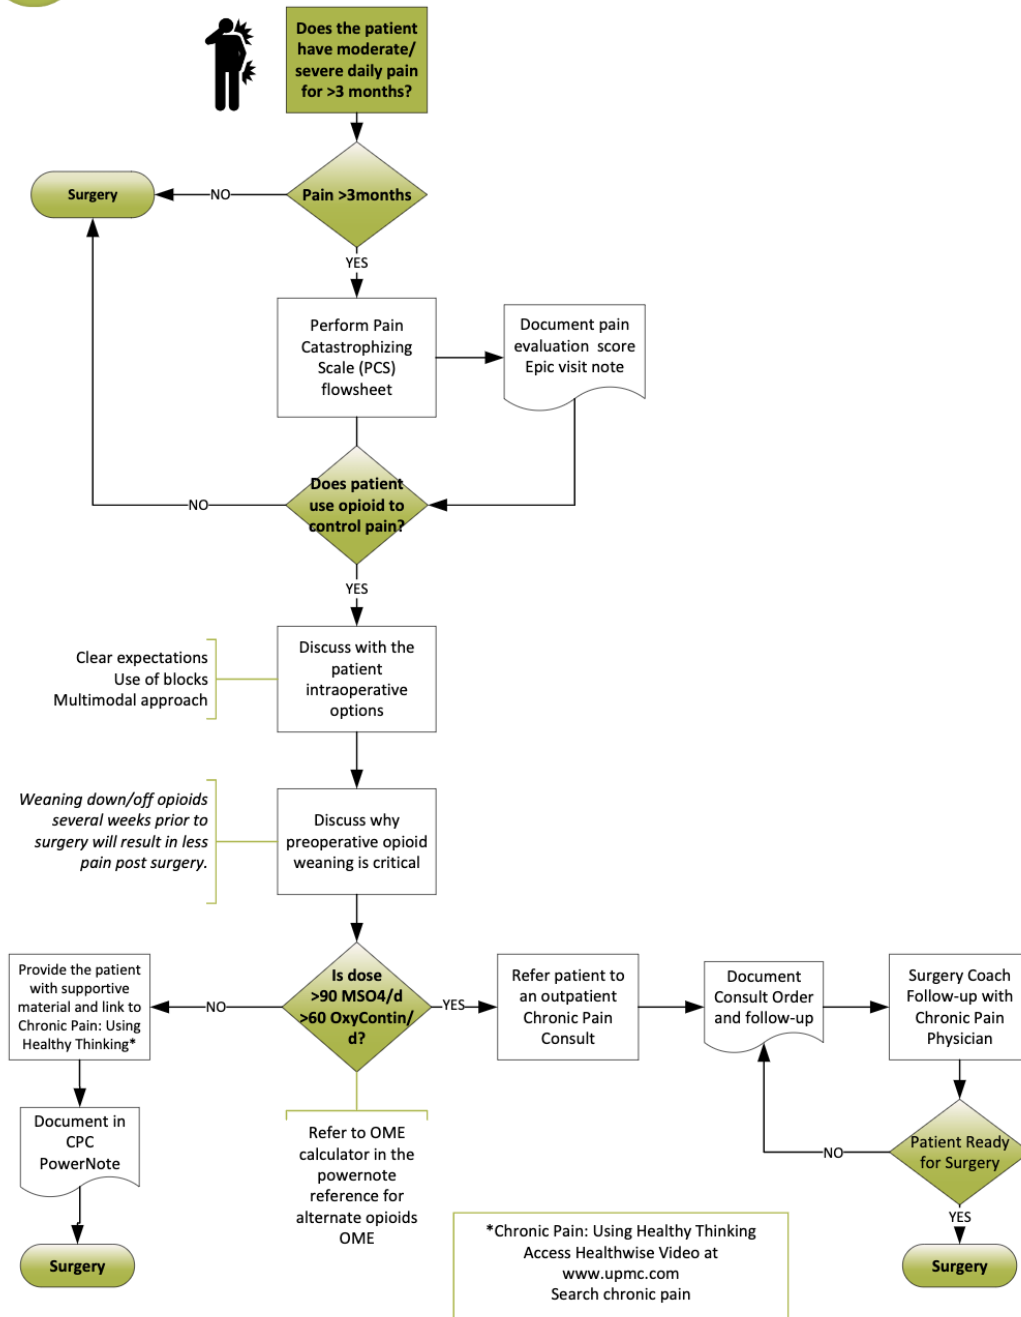 Does the patient
have moderate/
severe daily pain
for >3 months?
Surgery
NO
Pain >3months
YES
Perform Pain
Catastrophizing
Scale (PCS)
flowsheet
Document pain
evaluation score
Epic visit note
Does patient
use opioid to
control pain?
NO
YES
Clear expectations
Use of blocks
Multimodal approach
Discuss with the
patient
intraoperative
options
Weaning down/off opioids
several weeks prior to
surgery will result in less
pain post surgery.
Discuss why
preoperative opioid
weaning is critical
Provide the patient
with supportive
material and link to
Chronic Pain: Using
Healthy Thinking*
NO
Is dose
>90 MSO4/d
>60 OxyContin/
d?
YES
Refer patient to
an outpatient
Chronic Pain
Consult
Document
Consult Order
and follow-up
Surgery Coach
Follow-up with
Chronic Pain
Physician
Document in
CPC
PowerNote
Refer to OME
calculator in the
powernote
reference for
alternate opioids
OME
NO
Patient Ready
for Surgery
YES
Surgery
*Chronic Pain: Using Healthy Thinking
Access Healthwise Video at
www.upmc.com
Search chronic pain
Surgery